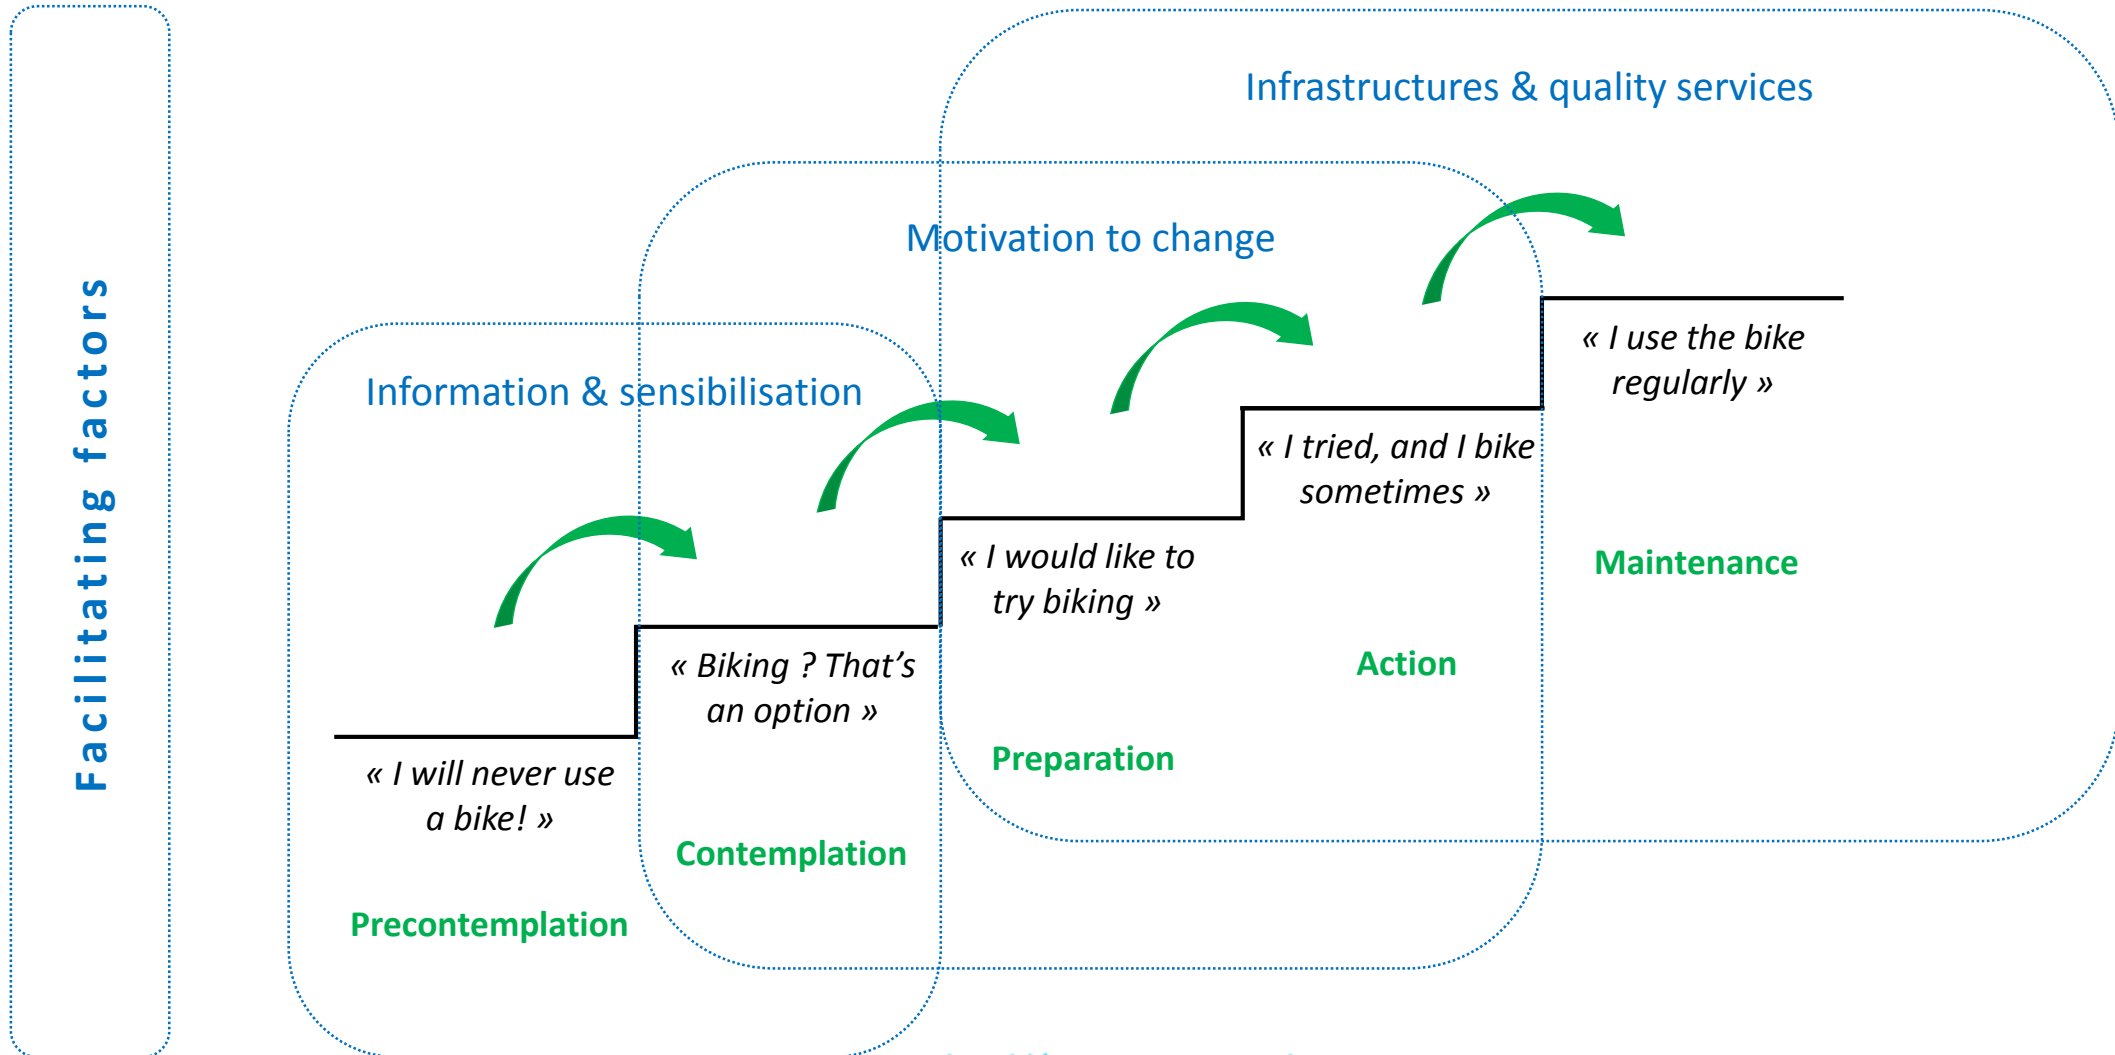 Facilitating factors
Infrastructures & quality services
Motivation to change
Information & sensibilisation
« I use the bike
regularly »
« I tried, and I bike
sometimes »
« I would like to
try biking »
« Biking ? That’s
an option »
« I will never use
a bike! »
Maintenance
Action
Preparation
Contemplation
Precontemplation